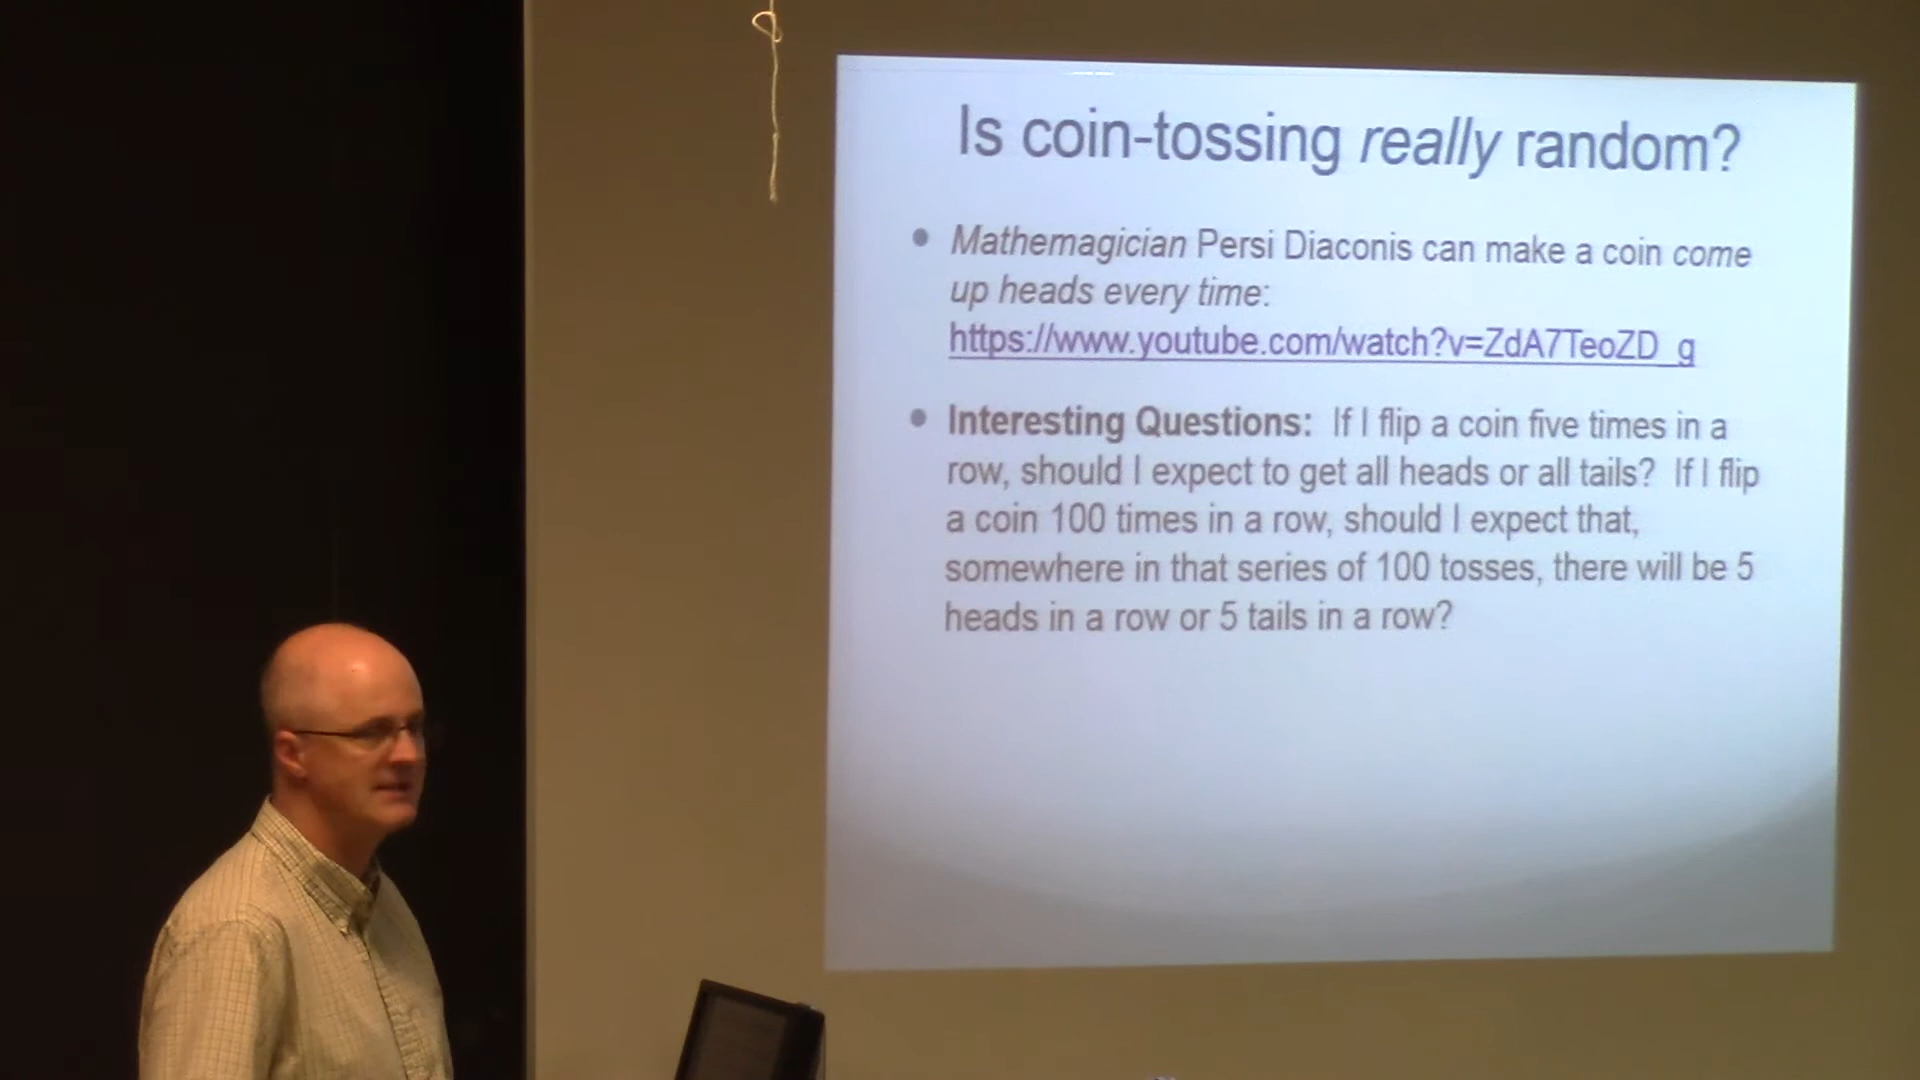 Is coin-tossing really random?
• Mathemagician Persi Diaconis can make a coin come
up heads every time:
https://www.youtube.com/watch?v=ZdA7TeoZD_g
• Interesting Questions: If I flip a coin five times in a
row, should I expect to get all heads or all tails? If I flip
a coin 100 times in a row, should I expect that,
somewhere in that series of 100 tosses, there will be 5
heads in a row or 5 tails in a row?